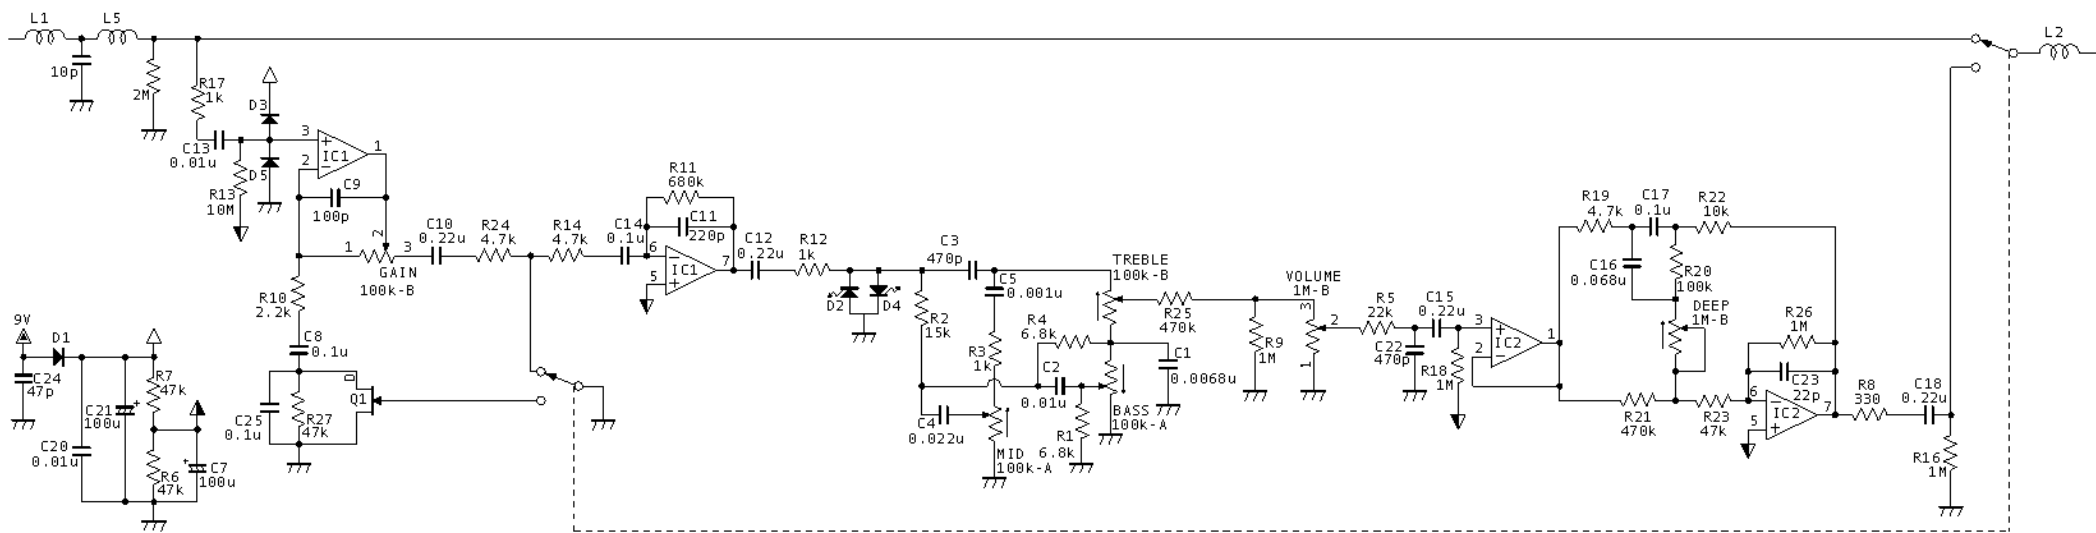 L1
L5
10p
2M
R17
1k
D3
C13
0.01u
D5
R13
10M
3
2
1
IC1
C9
100p
1
2
3
GAIN
100k-B
C10
0.22u
R24
4.7k
R14
4.7k
C14
0.1u
R11
680k
C11
220p
6
5
7
IC1
C12
0.22u
R12
1k
D2
D4
C3
470p
C5
0.001u
R2
15k
R3
1k
R4
6.8k
C2
0.01u
C4
0.022u
R1
6.8k
MID
100k-A
TREBLE
100k-B
BASS
100k-A
C1
0.0068u
R25
470k
R9
1M
VOLUME
1M-B
3
2
1
R5
22k
C22
470p
C15
0.22u
R18
1M
3
2
1
IC2
R19
4.7k
C17
0.1u
R22
10k
C16
0.068u
R20
100k
DEEP
1M-B
R21
470k
R23
47k
R26
1M
C23
22p
6
5
7
IC2
R8
330
C18
0.22u
R16
1M
L2
R10
2.2k
C8
0.1u
C25
0.1u
R27
47k
D
Q1
9V
D1
C24
47p
C21
100u
+
C20
0.01u
R7
47k
R6
47k
+
C7
100u